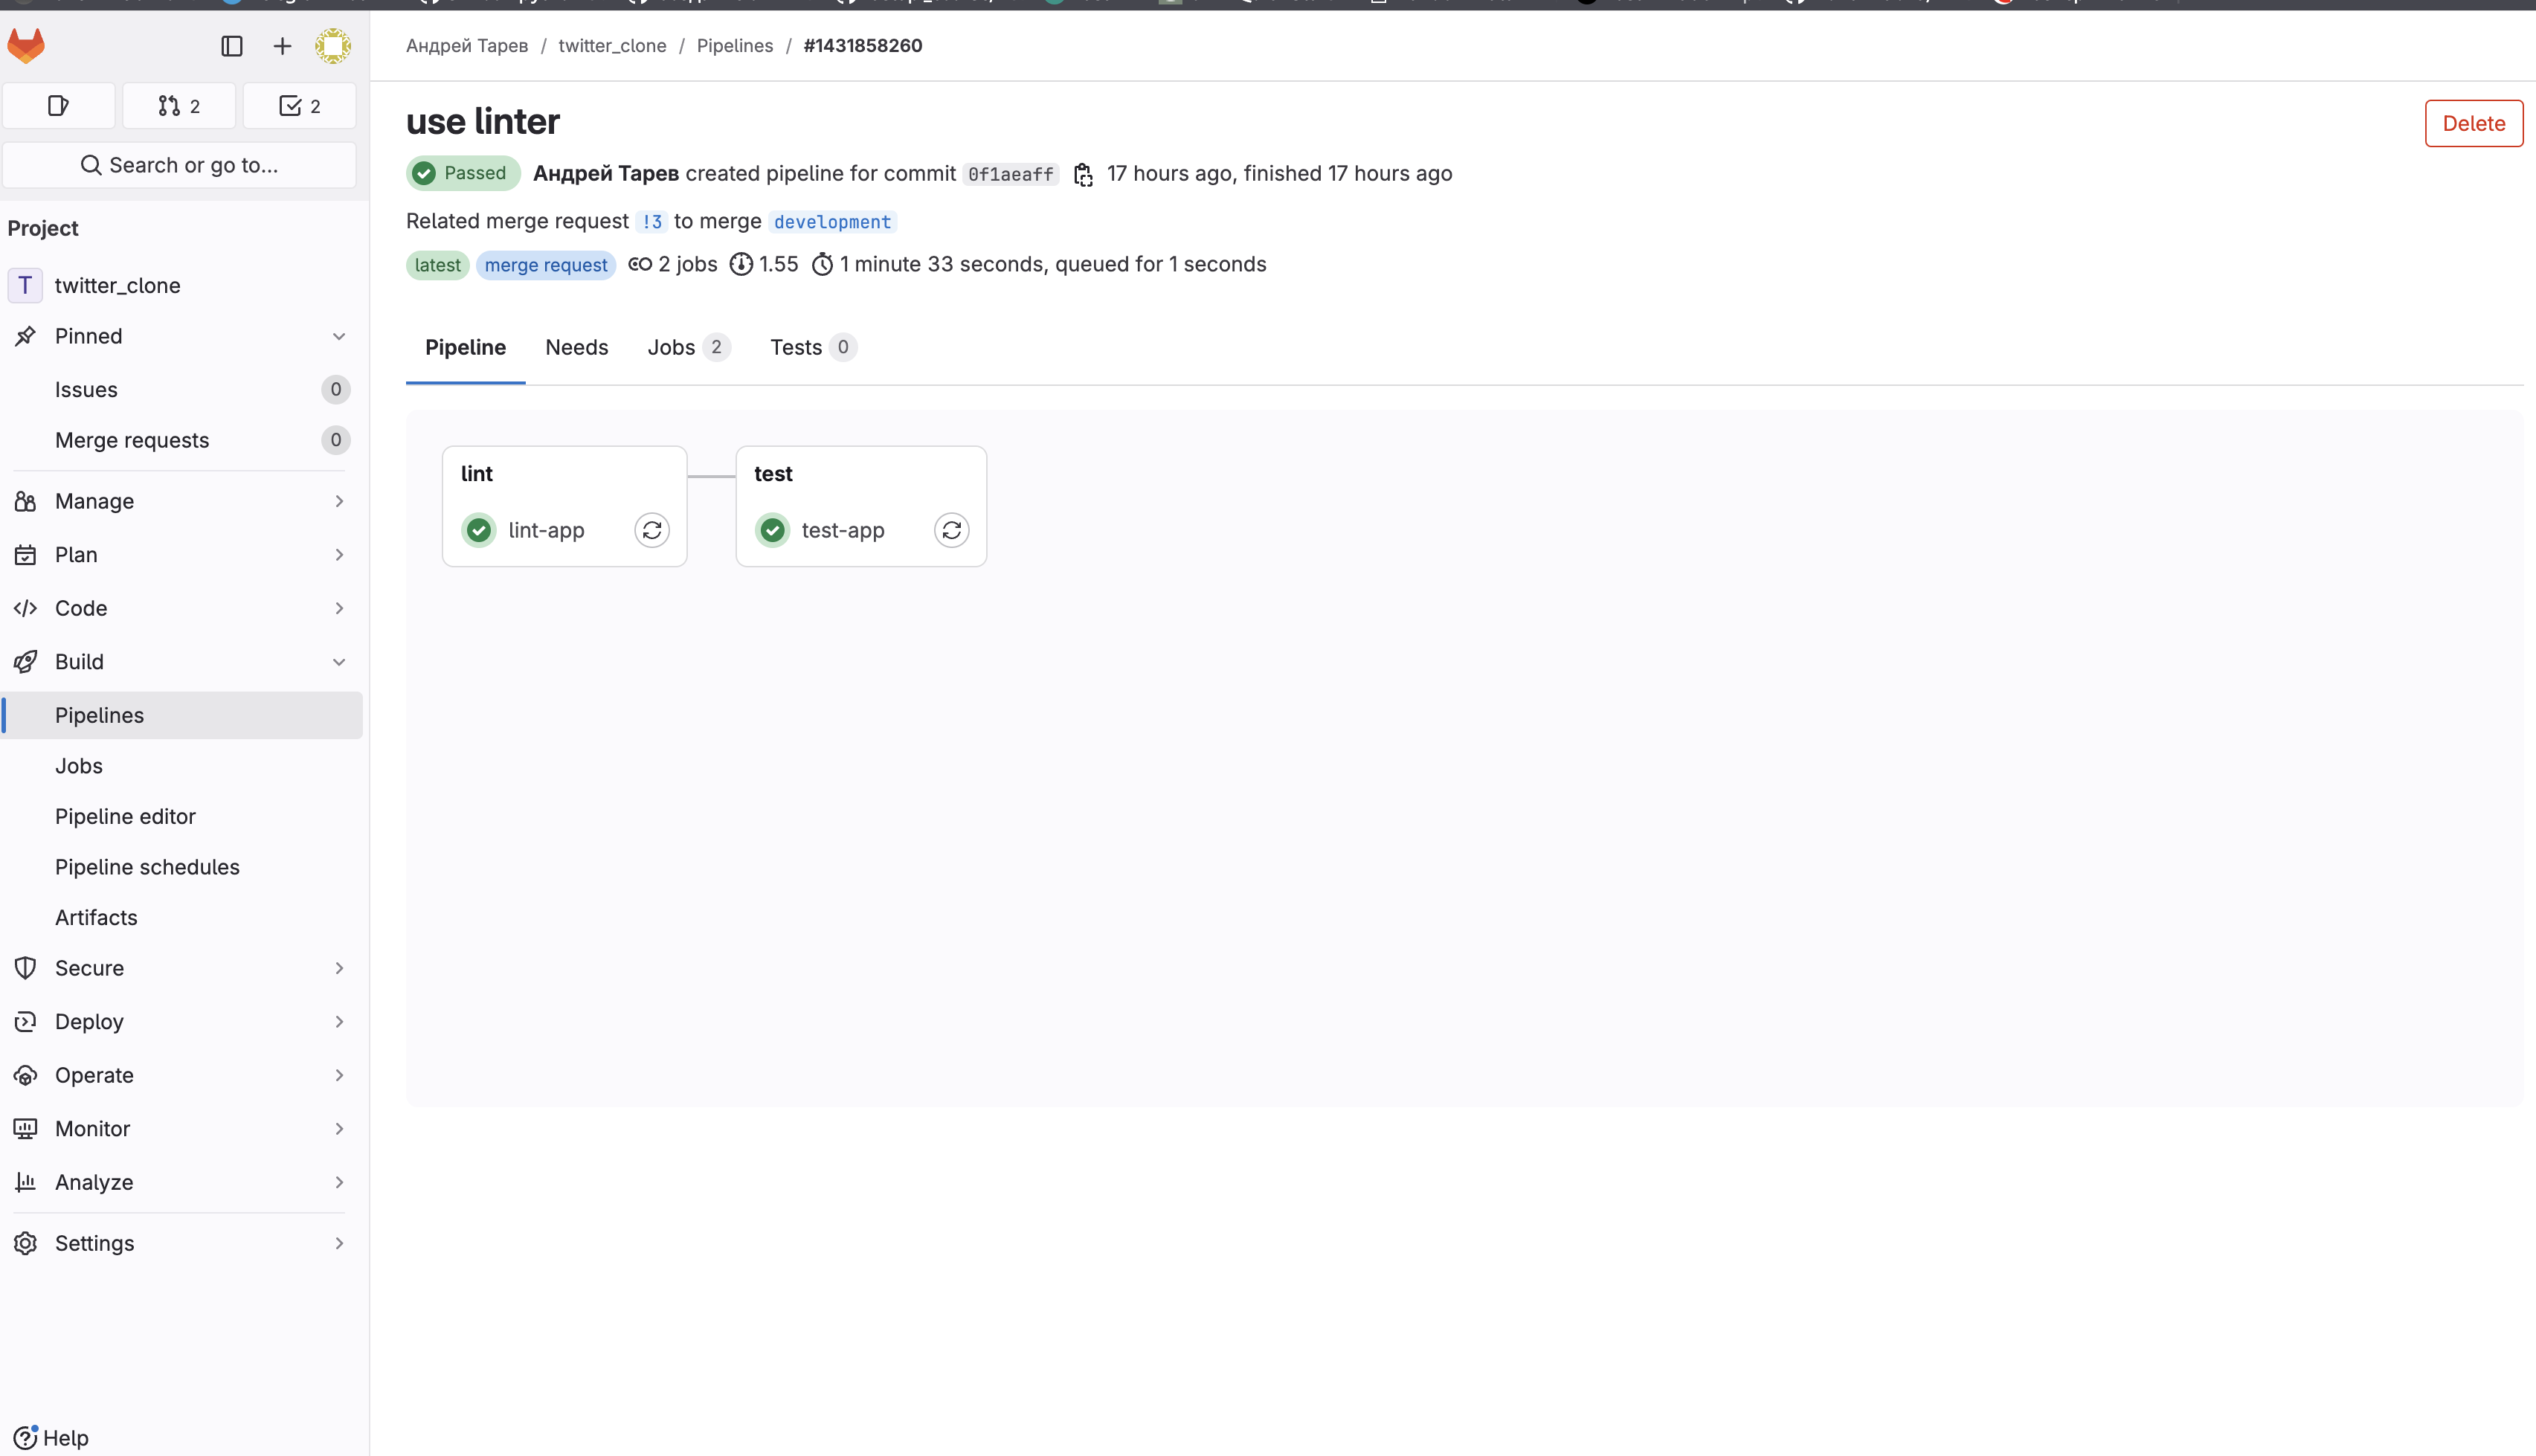 Андрей Тарев / twitter_clone / Pipelines / #1431858260
2
2
Search or go to...
Project
T twitter_clone
Pinned
Issues 0
Merge requests 0
Manage
Plan
Code
Build
Pipelines
Jobs
Pipeline editor
Pipeline schedules
Artifacts
Secure
Deploy
Operate
Monitor
Analyze
Settings
Help
use linter
Delete
Passed Андрей Тарев created pipeline for commit 0f1aeaff 17 hours ago, finished 17 hours ago
Related merge request !3 to merge development
latest merge request 2 jobs 1.55 1 minute 33 seconds, queued for 1 seconds
Pipeline Needs Jobs 2 Tests 0
lint
lint-app
test
test-app